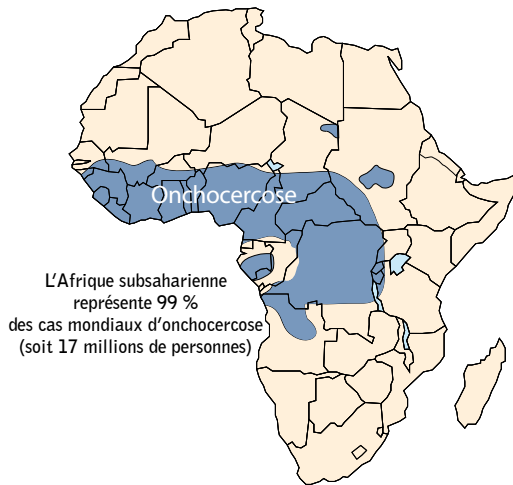 Onchocercose
L’Afrique subsaharienne
représente 99 %
des cas mondiaux d’onchocercose
(soit 17 millions de personnes)